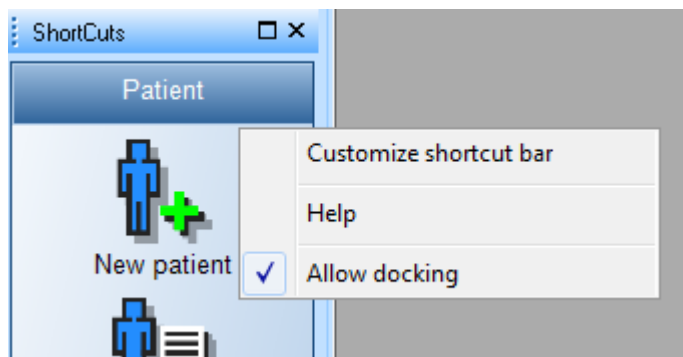 ShortCuts
Patient
Customize shortcut bar
Help
New patient
Allow docking